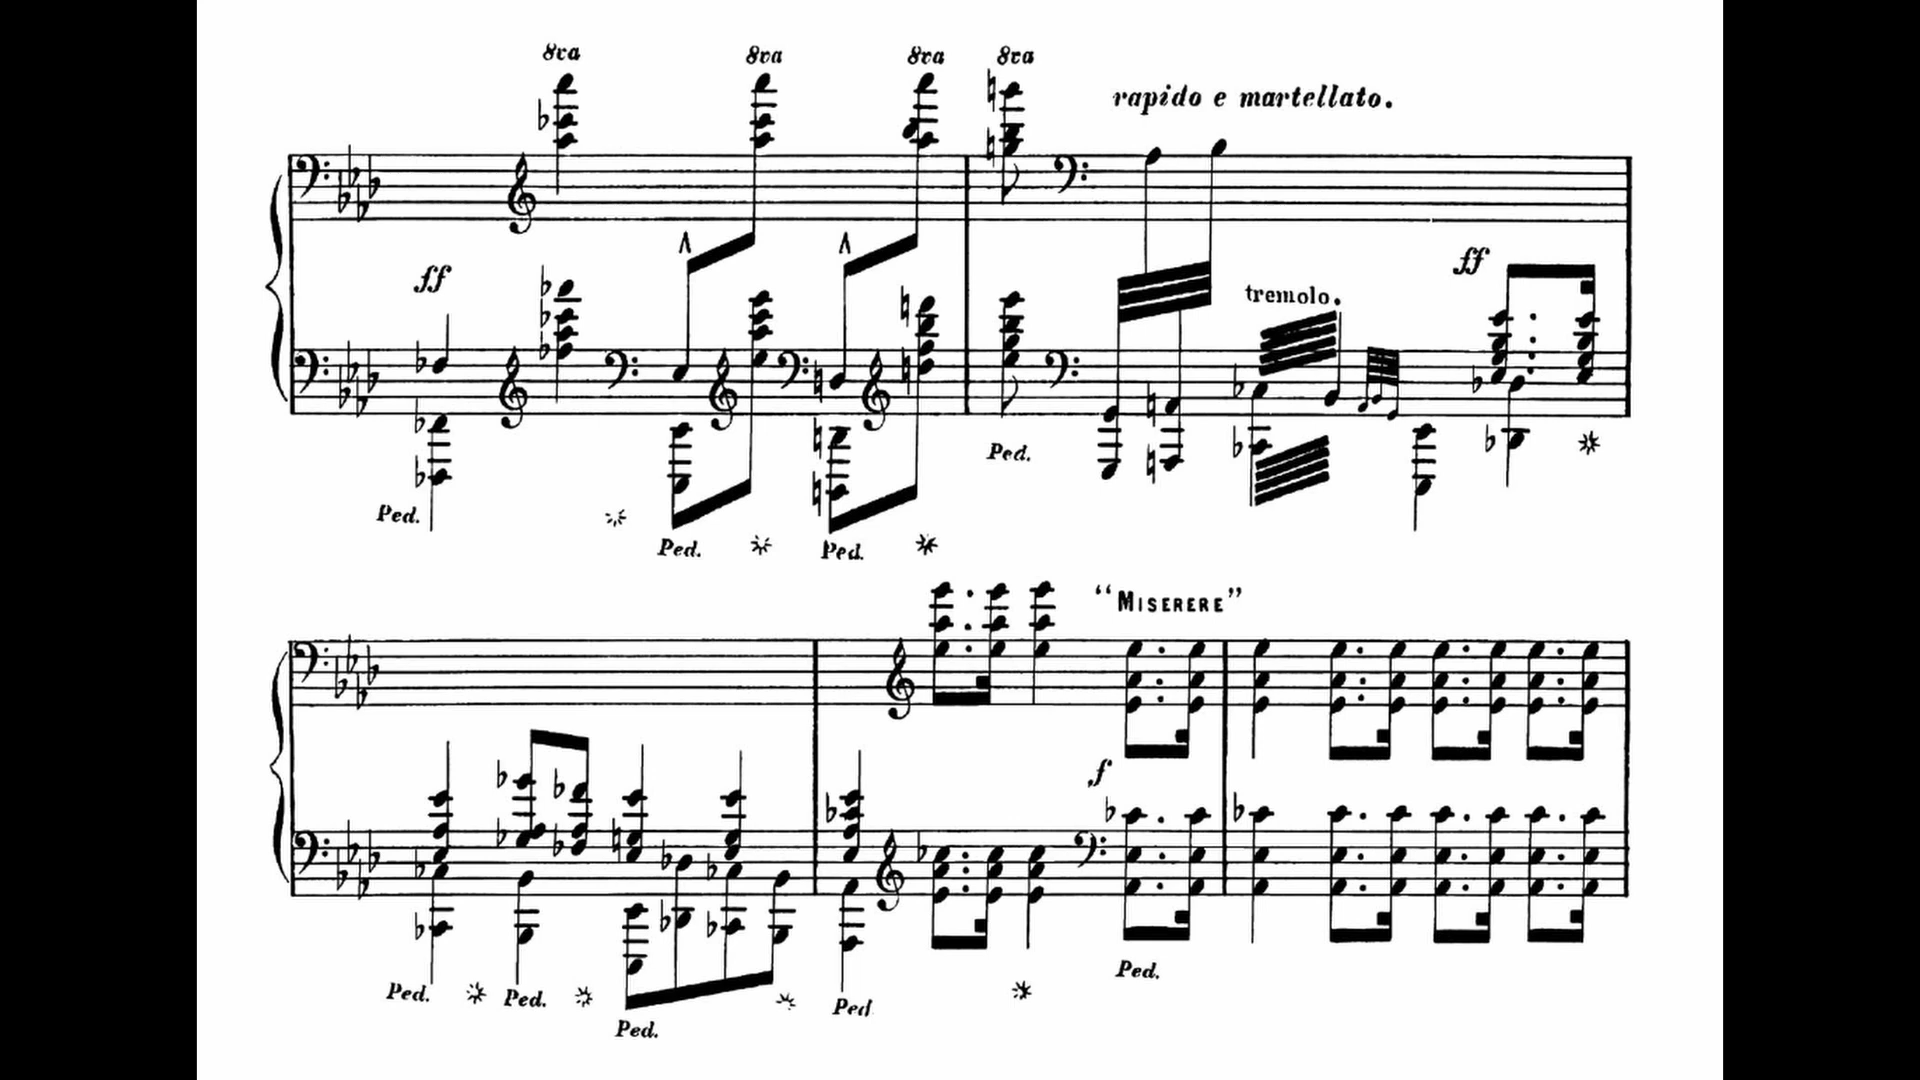 8va 8va 8va 8va
rapido e martellato.
ff
ff
tremolo.
Ped.
Ped.
Ped. Ped.
"MISERERE"
f
Ped.
Ped. Ped. Ped
Ped.